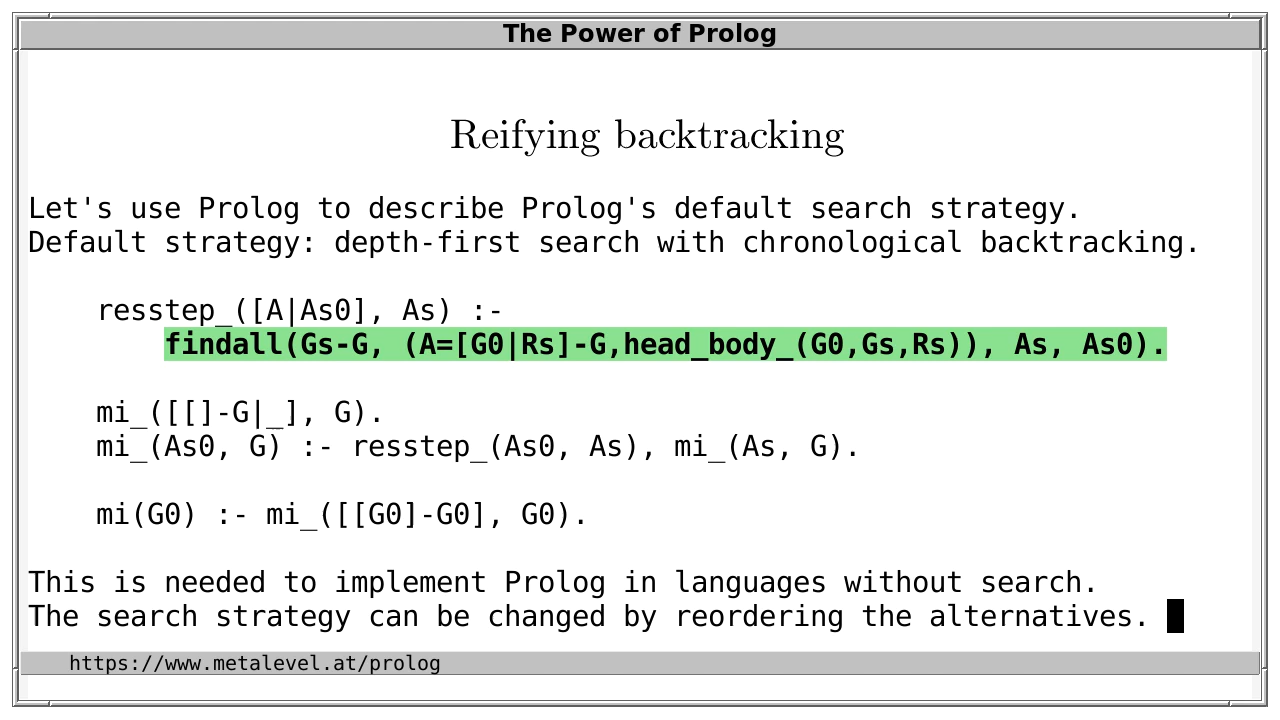 The Power of Prolog
Reifying backtracking
Let's use Prolog to describe Prolog's default search strategy.
Default strategy: depth-first search with chronological backtracking.
resstep_([A|As0], As) :-
findall(Gs-G, (A=[G0|Rs]-G,head_body_(G0,Gs,Rs)), As, As0).
mi_([[]-G|_], G).
mi_(As0, G) :- resstep_(As0, As), mi_(As, G).
mi(G0) :- mi_([[G0]-G0], G0).
This is needed to implement Prolog in languages without search.
The search strategy can be changed by reordering the alternatives.
https://www.metalevel.at/prolog